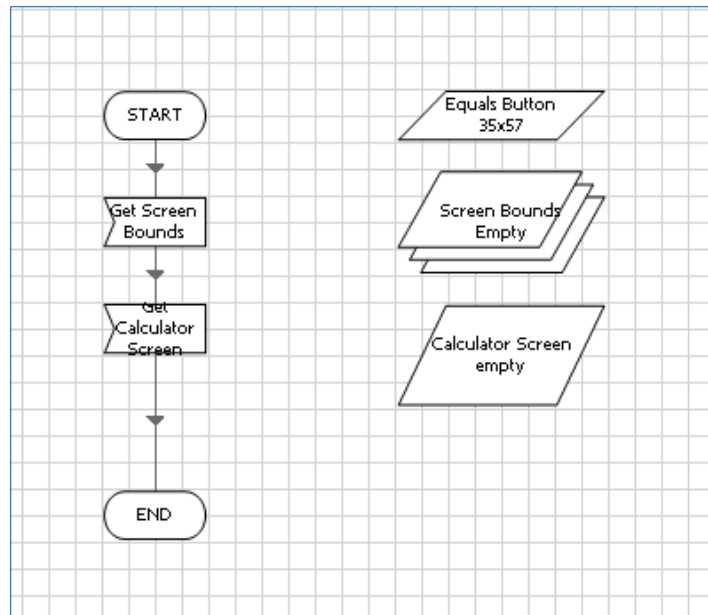 START
Get Screen
Bounds
Get
Calculator
Screen
END
Equals Button
35x57
Screen Bounds
Empty
Calculator Screen
empty